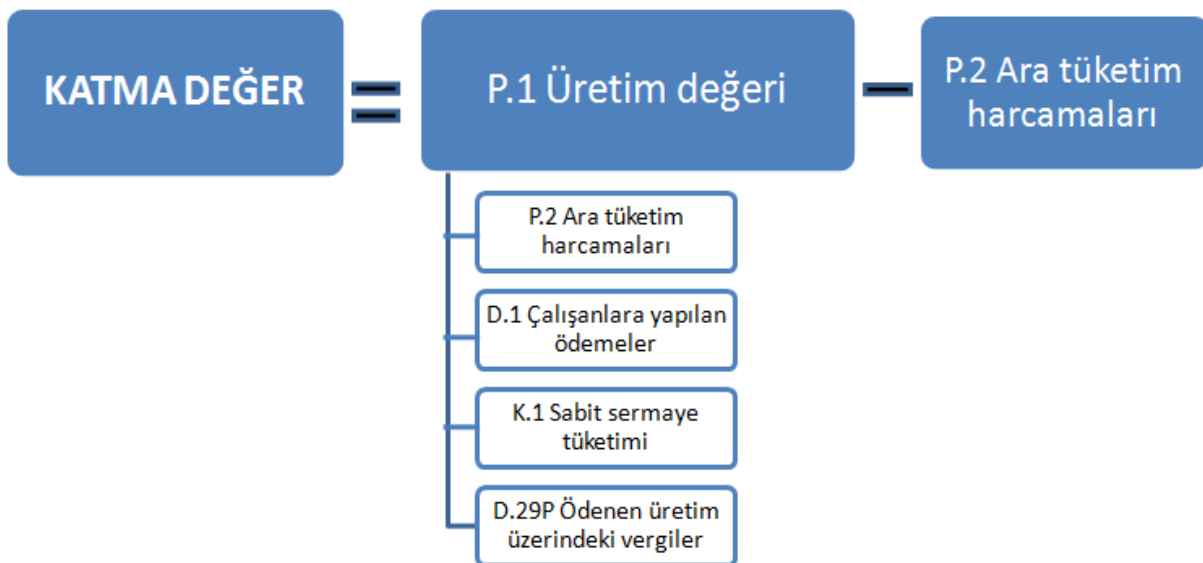 KATMA DEĞER
P.1 Üretim değeri
P.2 Ara tüketim
harcamaları
P.2 Ara tüketim
harcamaları
D.1 Çalışanlara yapılan
ödemeler
K.1 Sabit sermaye
tüketimi
D.29P Ödenen üretim
üzerindeki vergiler